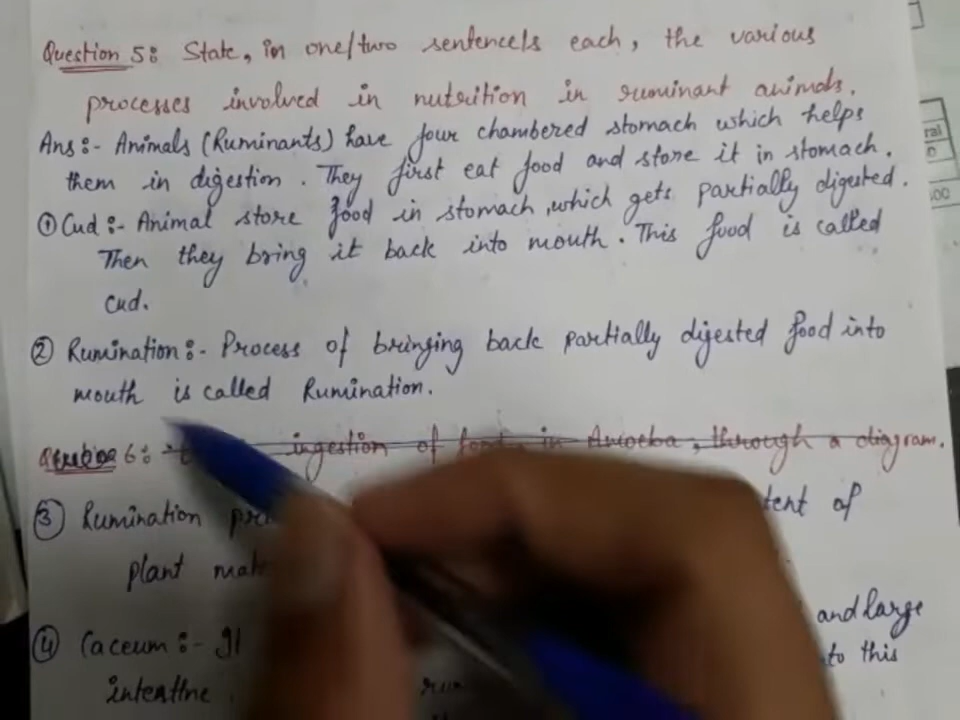 Question 5: State, in one/two sentence/s each, the various
processes involved in nutrition in ruminant animals.
Ans:- Animals (Ruminants) have four chambered stomach which helps
them in digestion. They first eat food and store it in stomach.
① Cud:- Animal store food in stomach, which gets partially digested.
Then they bring it back into mouth. This food is called
cud.
② Rumination:- Process of bringing back partially digested food into
mouth is called Rumination.
6: ingestion of in Amoeba, through a diagram.
③ Rumination of
plant
④ Caecum:- and large
intestine to this
ral
00